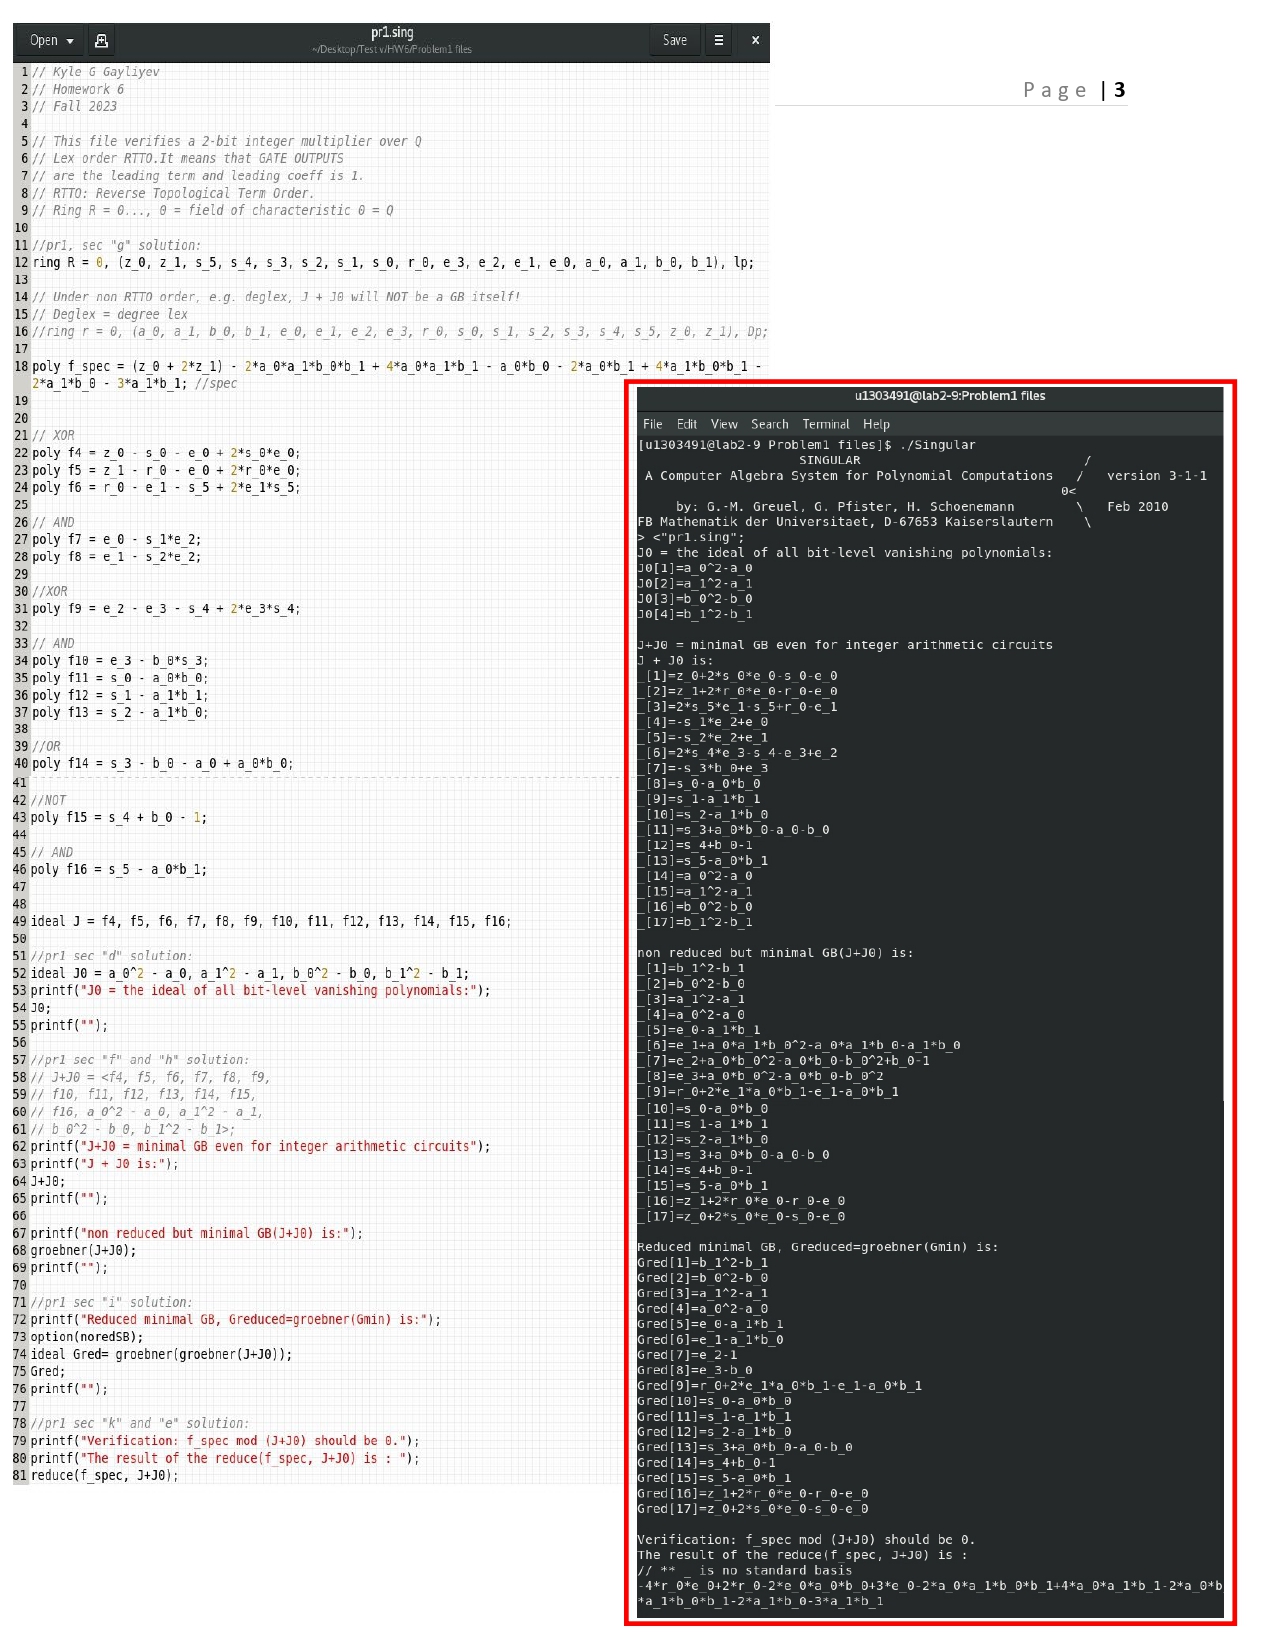 Open
pr1.sing
~/Desktop/Test v/HW6/Problem1 files
Save
Page | 3
1 // Kyle G Gayliyev
2 // Homework 6
3 // Fall 2023
4
5 // This file verifies a 2-bit integer multiplier over Q
6 // Lex order RTTO.It means that GATE OUTPUTS
7 // are the leading term and leading coeff is 1.
8 // RTTO: Reverse Topological Term Order.
9 // Ring R = 0..., 0 = field of characteristic 0 = Q
10
11 //pr1, sec "g" solution:
12 ring R = 0, (z_0, z_1, s_5, s_4, s_3, s_2, s_1, s_0, r_0, e_3, e_2, e_1, e_0, a_0, a_1, b_0, b_1), lp;
13
14 // Under non RTTO order, e.g. deglex, J + J0 will NOT be a GB itself!
15 // Deglex = degree lex
16 //ring r = 0, (a_0, a_1, b_0, b_1, e_0, e_1, e_2, e_3, r_0, s_0, s_1, s_2, s_3, s_4, s_5, z_0, z_1), Dp;
17
18 poly f_spec = (z_0 + 2*z_1) - 2*a_0*a_1*b_0*b_1 + 4*a_0*a_1*b_1 - a_0*b_0 - 2*a_0*b_1 + 4*a_1*b_0*b_1 -
2*a_1*b_0 - 3*a_1*b_1; //spec
19
20
21 // XOR
22 poly f4 = z_0 - s_0 - e_0 + 2*s_0*e_0;
23 poly f5 = z_1 - r_0 - e_0 + 2*r_0*e_0;
24 poly f6 = r_0 - e_1 - s_5 + 2*e_1*s_5;
25
26 // AND
27 poly f7 = e_0 - s_1*e_2;
28 poly f8 = e_1 - s_2*e_2;
29
30 //XOR
31 poly f9 = e_2 - e_3 - s_4 + 2*e_3*s_4;
32
33 // AND
34 poly f10 = e_3 - b_0*s_3;
35 poly f11 = s_0 - a_0*b_0;
36 poly f12 = s_1 - a_1*b_1;
37 poly f13 = s_2 - a_1*b_0;
38
39 //OR
40 poly f14 = s_3 - b_0 - a_0 + a_0*b_0;
41
42 //NOT
43 poly f15 = s_4 + b_0 - 1;
44
45 // AND
46 poly f16 = s_5 - a_0*b_1;
47
48
49 ideal J = f4, f5, f6, f7, f8, f9, f10, f11, f12, f13, f14, f15, f16;
50
51 //pr1 sec "d" solution:
52 ideal J0 = a_0^2 - a_0, a_1^2 - a_1, b_0^2 - b_0, b_1^2 - b_1;
53 printf("J0 = the ideal of all bit-level vanishing polynomials:");
54 J0;
55 printf("");
56
57 //pr1 sec "f" and "h" solution:
58 // J+J0 = <f4, f5, f6, f7, f8, f9,
59 // f10, f11, f12, f13, f14, f15,
60 // f16, a_0^2 - a_0, a_1^2 - a_1,
61 // b_0^2 - b_0, b_1^2 - b_1>;
62 printf("J+J0 = minimal GB even for integer arithmetic circuits");
63 printf("J + J0 is:");
64 J+J0;
65 printf("");
66
67 printf("non reduced but minimal GB(J+J0) is:");
68 groebner(J+J0);
69 printf("");
70
71 //pr1 sec "i" solution:
72 printf("Reduced minimal GB, Greduced=groebner(Gmin) is:");
73 option(noredSB);
74 ideal Gred= groebner(groebner(J+J0));
75 Gred;
76 printf("");
77
78 //pr1 sec "k" and "e" solution:
79 printf("Verification: f_spec mod (J+J0) should be 0.");
80 printf("The result of the reduce(f_spec, J+J0) is : ");
81 reduce(f_spec, J+J0);
u1303491@lab2-9:Problem1 files
File Edit View Search Terminal Help
[u1303491@lab2-9 Problem1 files]$ ./Singular
SINGULAR /
A Computer Algebra System for Polynomial Computations / version 3-1-1
0<
by: G.-M. Greuel, G. Pfister, H. Schoenemann \ Feb 2010
FB Mathematik der Universitaet, D-67653 Kaiserslautern \
> <"pr1.sing";
J0 = the ideal of all bit-level vanishing polynomials:
J0[1]=a_0^2-a_0
J0[2]=a_1^2-a_1
J0[3]=b_0^2-b_0
J0[4]=b_1^2-b_1
J+J0 = minimal GB even for integer arithmetic circuits
J + J0 is:
_[1]=z_0+2*s_0*e_0-s_0-e_0
_[2]=z_1+2*r_0*e_0-r_0-e_0
_[3]=2*s_5*e_1-s_5+r_0-e_1
_[4]=-s_1*e_2+e_0
_[5]=-s_2*e_2+e_1
_[6]=2*s_4*e_3-s_4-e_3+e_2
_[7]=-s_3*b_0+e_3
_[8]=s_0-a_0*b_0
_[9]=s_1-a_1*b_1
_[10]=s_2-a_1*b_0
_[11]=s_3+a_0*b_0-a_0-b_0
_[12]=s_4+b_0-1
_[13]=s_5-a_0*b_1
_[14]=a_0^2-a_0
_[15]=a_1^2-a_1
_[16]=b_0^2-b_0
_[17]=b_1^2-b_1
non reduced but minimal GB(J+J0) is:
_[1]=b_1^2-b_1
_[2]=b_0^2-b_0
_[3]=a_1^2-a_1
_[4]=a_0^2-a_0
_[5]=e_0-a_1*b_1
_[6]=e_1+a_0*a_1*b_0^2-a_0*a_1*b_0-a_1*b_0
_[7]=e_2+a_0*b_0^2-a_0*b_0-b_0^2+b_0-1
_[8]=e_3+a_0*b_0^2-a_0*b_0-b_0^2
_[9]=r_0+2*e_1*a_0*b_1-e_1-a_0*b_1
_[10]=s_0-a_0*b_0
_[11]=s_1-a_1*b_1
_[12]=s_2-a_1*b_0
_[13]=s_3+a_0*b_0-a_0-b_0
_[14]=s_4+b_0-1
_[15]=s_5-a_0*b_1
_[16]=z_1+2*r_0*e_0-r_0-e_0
_[17]=z_0+2*s_0*e_0-s_0-e_0
Reduced minimal GB, Greduced=groebner(Gmin) is:
Gred[1]=b_1^2-b_1
Gred[2]=b_0^2-b_0
Gred[3]=a_1^2-a_1
Gred[4]=a_0^2-a_0
Gred[5]=e_0-a_1*b_1
Gred[6]=e_1-a_1*b_0
Gred[7]=e_2-1
Gred[8]=e_3-b_0
Gred[9]=r_0+2*e_1*a_0*b_1-e_1-a_0*b_1
Gred[10]=s_0-a_0*b_0
Gred[11]=s_1-a_1*b_1
Gred[12]=s_2-a_1*b_0
Gred[13]=s_3+a_0*b_0-a_0-b_0
Gred[14]=s_4+b_0-1
Gred[15]=s_5-a_0*b_1
Gred[16]=z_1+2*r_0*e_0-r_0-e_0
Gred[17]=z_0+2*s_0*e_0-s_0-e_0
Verification: f_spec mod (J+J0) should be 0.
The result of the reduce(f_spec, J+J0) is :
// ** _ is no standard basis
-4*r_0*e_0+2*r_0-2*e_0*a_0*b_0+3*e_0-2*a_0*a_1*b_0*b_1+4*a_0*a_1*b_1-2*a_0*b
*a_1*b_0*b_1-2*a_1*b_0-3*a_1*b_1